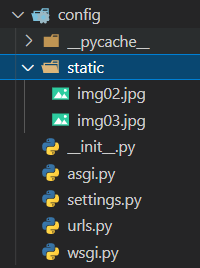 config
__pycache__
static
img02.jpg
img03.jpg
__init__.py
asgi.py
settings.py
urls.py
wsgi.py